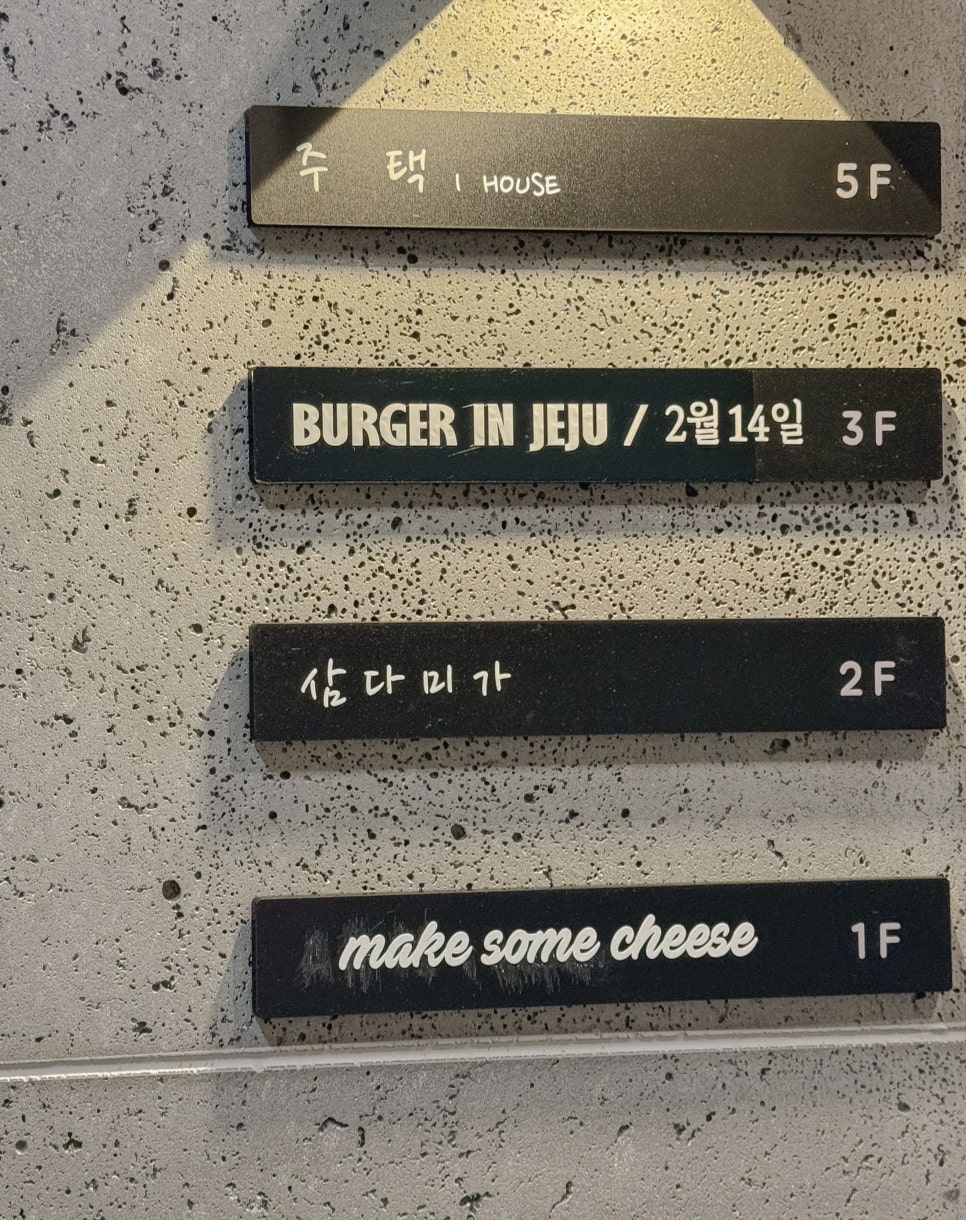 주 택 | HOUSE 5F
BURGER IN JEJU / 2월14일 3F
삼다미가 2F
make some cheese 1F